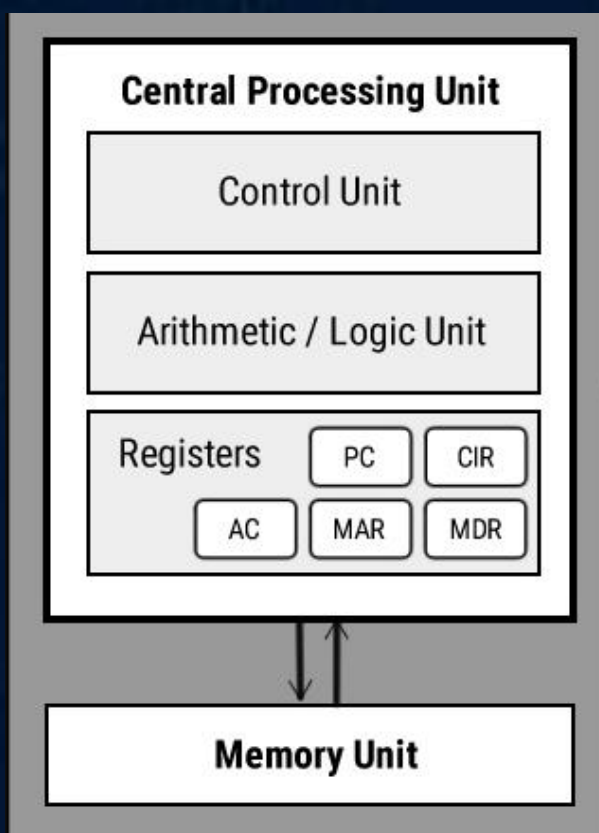 Central Processing Unit
Control Unit
Arithmetic / Logic Unit
Registers PC CIR
AC MAR MDR
Memory Unit